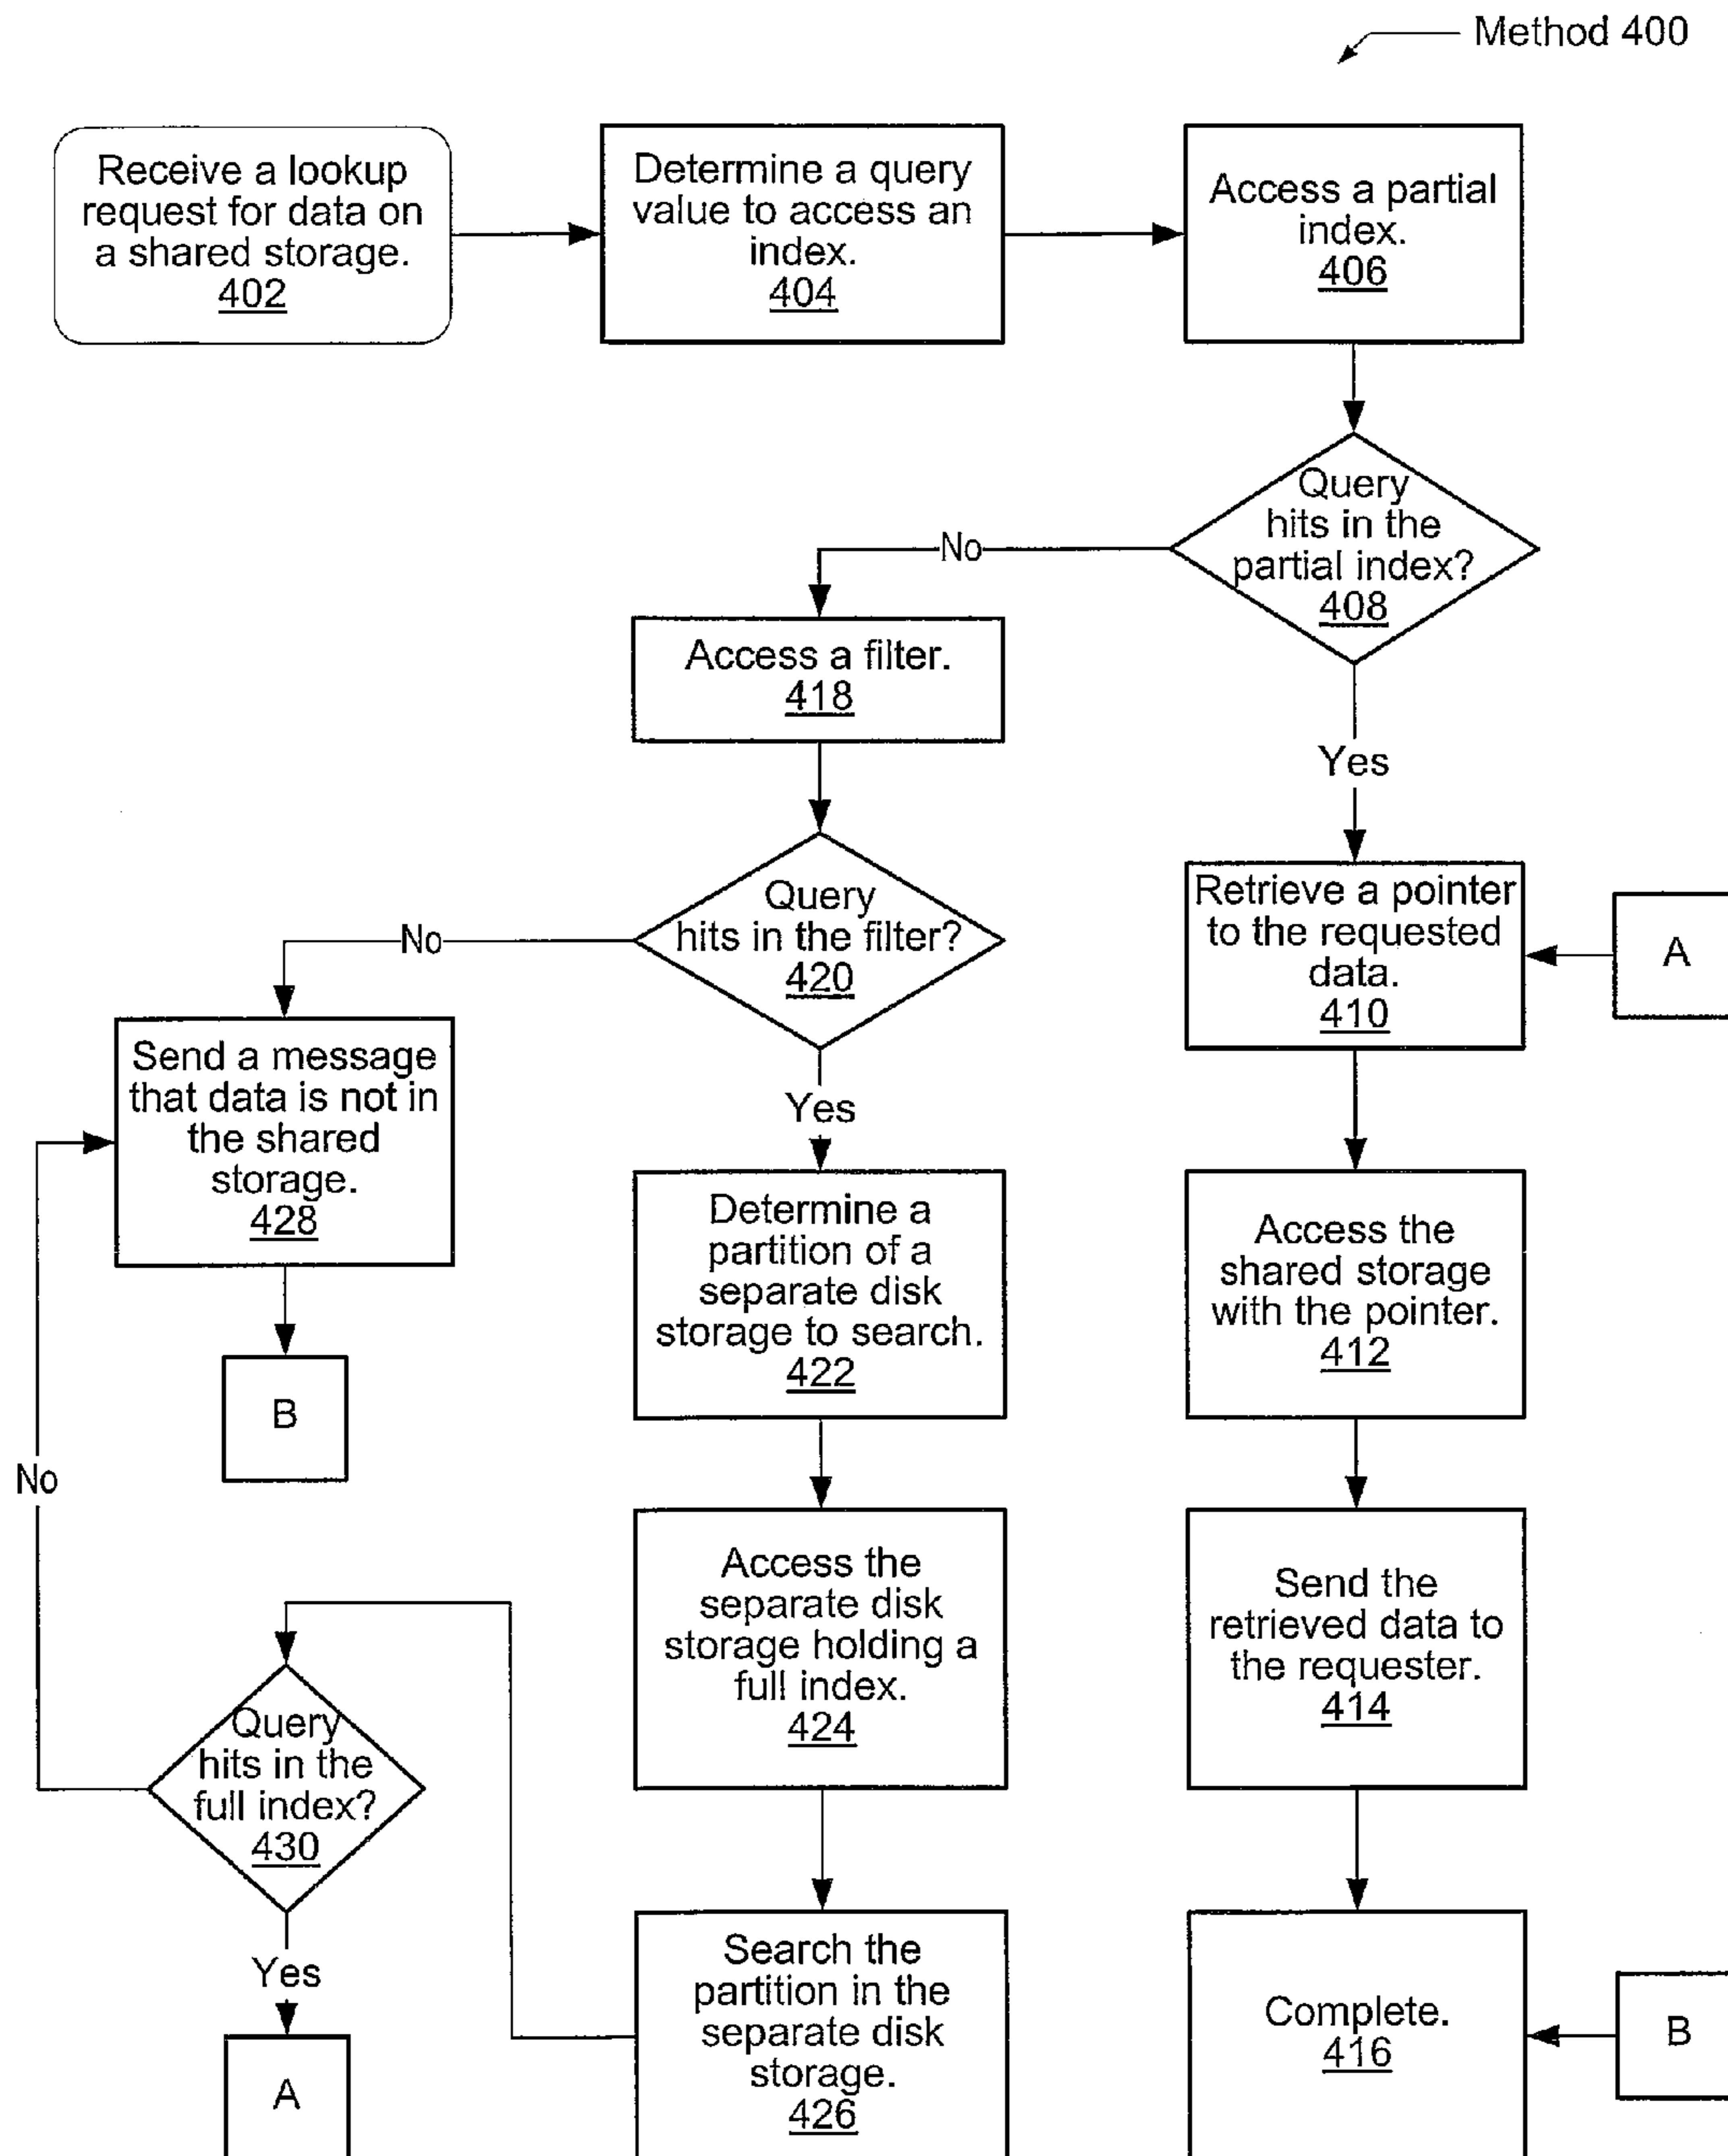 Method 400
Receive a lookup
request for data on
a shared storage.
402
Determine a query
value to access an
index.
404
Access a partial
index.
406
Query
hits in the
partial index?
408
No
Yes
Access a filter.
418
Query
hits in the filter?
420
No
Yes
Retrieve a pointer
to the requested
data.
410
A
Send a message
that data is not in
the shared
storage.
428
B
Determine a
partition of a
separate disk
storage to search.
422
Access the
shared storage
with the pointer.
412
No
Access the
separate disk
storage holding a
full index.
424
Send the
retrieved data to
the requester.
414
Query
hits in the
full index?
430
Yes
A
Search the
partition in the
separate disk
storage.
426
Complete.
416
B